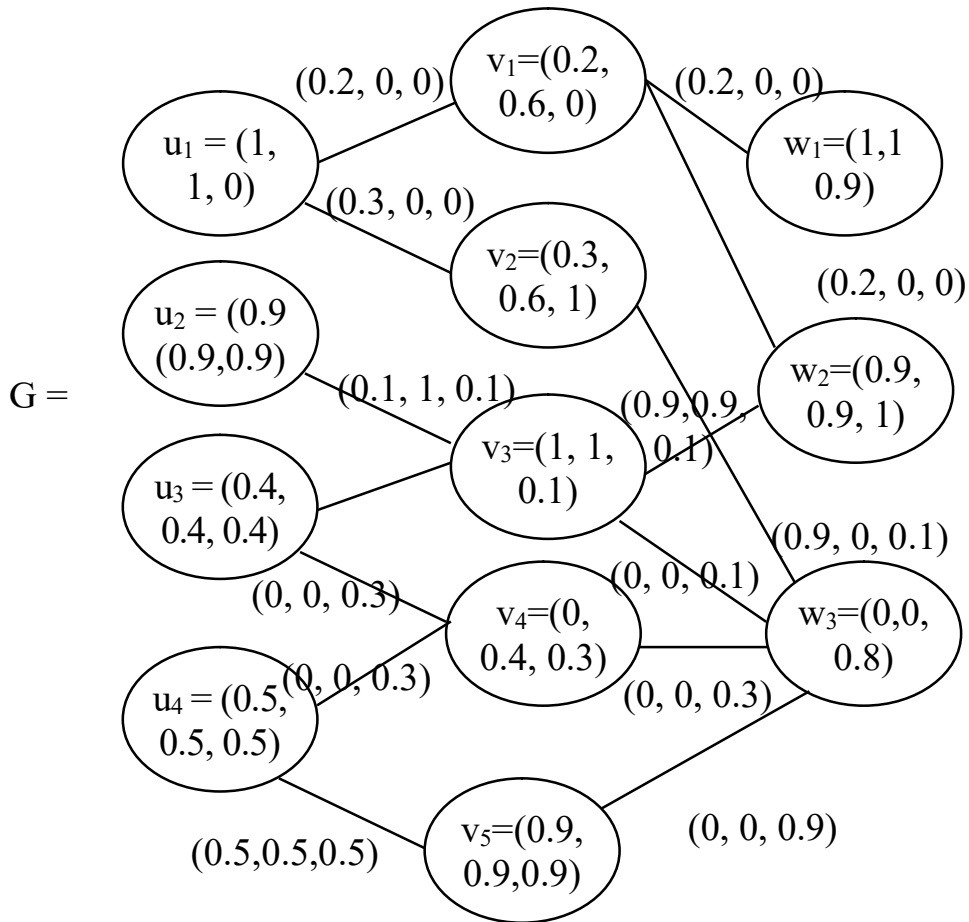 v₁=(0.2,
0.6, 0)
(0.2, 0, 0)
(0.2, 0, 0)
u₁ = (1,
1, 0)
w₁=(1,1
0.9)
(0.3, 0, 0)
v₂=(0.3,
0.6, 1)
(0.2, 0, 0)
u₂ = (0.9
(0.9,0.9)
w₂=(0.9,
0.9, 1)
G =
(0.1, 1, 0.1)
(0.9,0.9,
0.1)
v₃=(1, 1,
0.1)
u₃ = (0.4,
0.4, 0.4)
(0.9, 0, 0.1)
(0, 0, 0.3)
(0, 0, 0.1)
v₄=(0,
0.4, 0.3)
w₃=(0,0,
0.8)
(0, 0, 0.3)
(0, 0, 0.3)
u₄ = (0.5,
0.5, 0.5)
v₅=(0.9,
0.9,0.9)
(0.5,0.5,0.5)
(0, 0, 0.9)